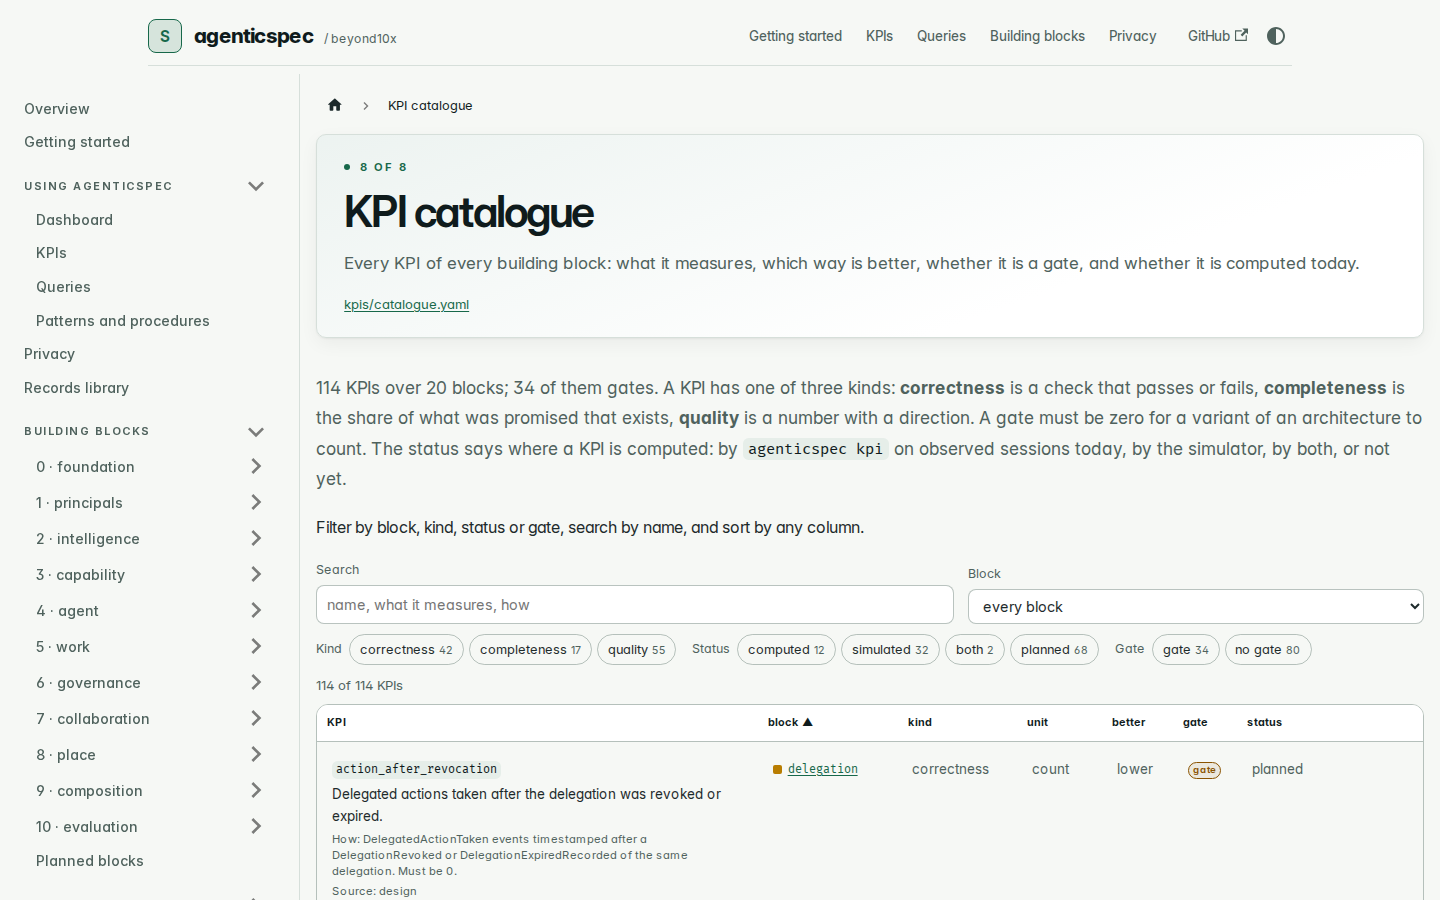 S agenticspec / beyond10x Getting started KPIs Queries Building blocks Privacy GitHub
Overview
Getting started
USING AGENTICSPEC
Dashboard
KPIs
Queries
Patterns and procedures
Privacy
Records library
BUILDING BLOCKS
0 · foundation
1 · principals
2 · intelligence
3 · capability
4 · agent
5 · work
6 · governance
7 · collaboration
8 · place
9 · composition
10 · evaluation
Planned blocks
KPI catalogue
8 OF 8
KPI catalogue
Every KPI of every building block: what it measures, which way is better, whether it is a gate, and whether it is computed today.
kpis/catalogue.yaml
114 KPIs over 20 blocks; 34 of them gates. A KPI has one of three kinds: correctness is a check that passes or fails, completeness is
the share of what was promised that exists, quality is a number with a direction. A gate must be zero for a variant of an architecture to
count. The status says where a KPI is computed: by agenticspec kpi on observed sessions today, by the simulator, by both, or not
yet.
Filter by block, kind, status or gate, search by name, and sort by any column.
Search
name, what it measures, how
Block
every block
Kind correctness 42 completeness 17 quality 55 Status computed 12 simulated 32 both 2 planned 68 Gate gate 34 no gate 80
114 of 114 KPIs
KPI block ▲ kind unit better gate status
action_after_revocation delegation correctness count lower gate planned
Delegated actions taken after the delegation was revoked or
expired.
How: DelegatedActionTaken events timestamped after a
DelegationRevoked or DelegationExpiredRecorded of the same
delegation. Must be 0.
Source: design